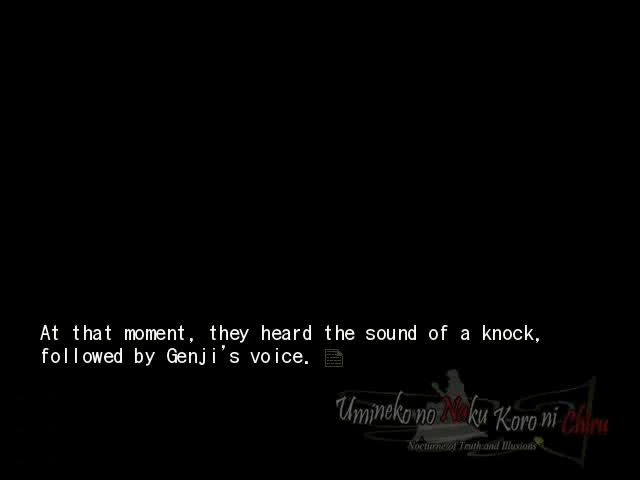 At that moment, they heard the sound of a knock,
followed by Genji's voice.
Umineko no Naku Koro ni Chiru
Nocturne of Truth and Illusions